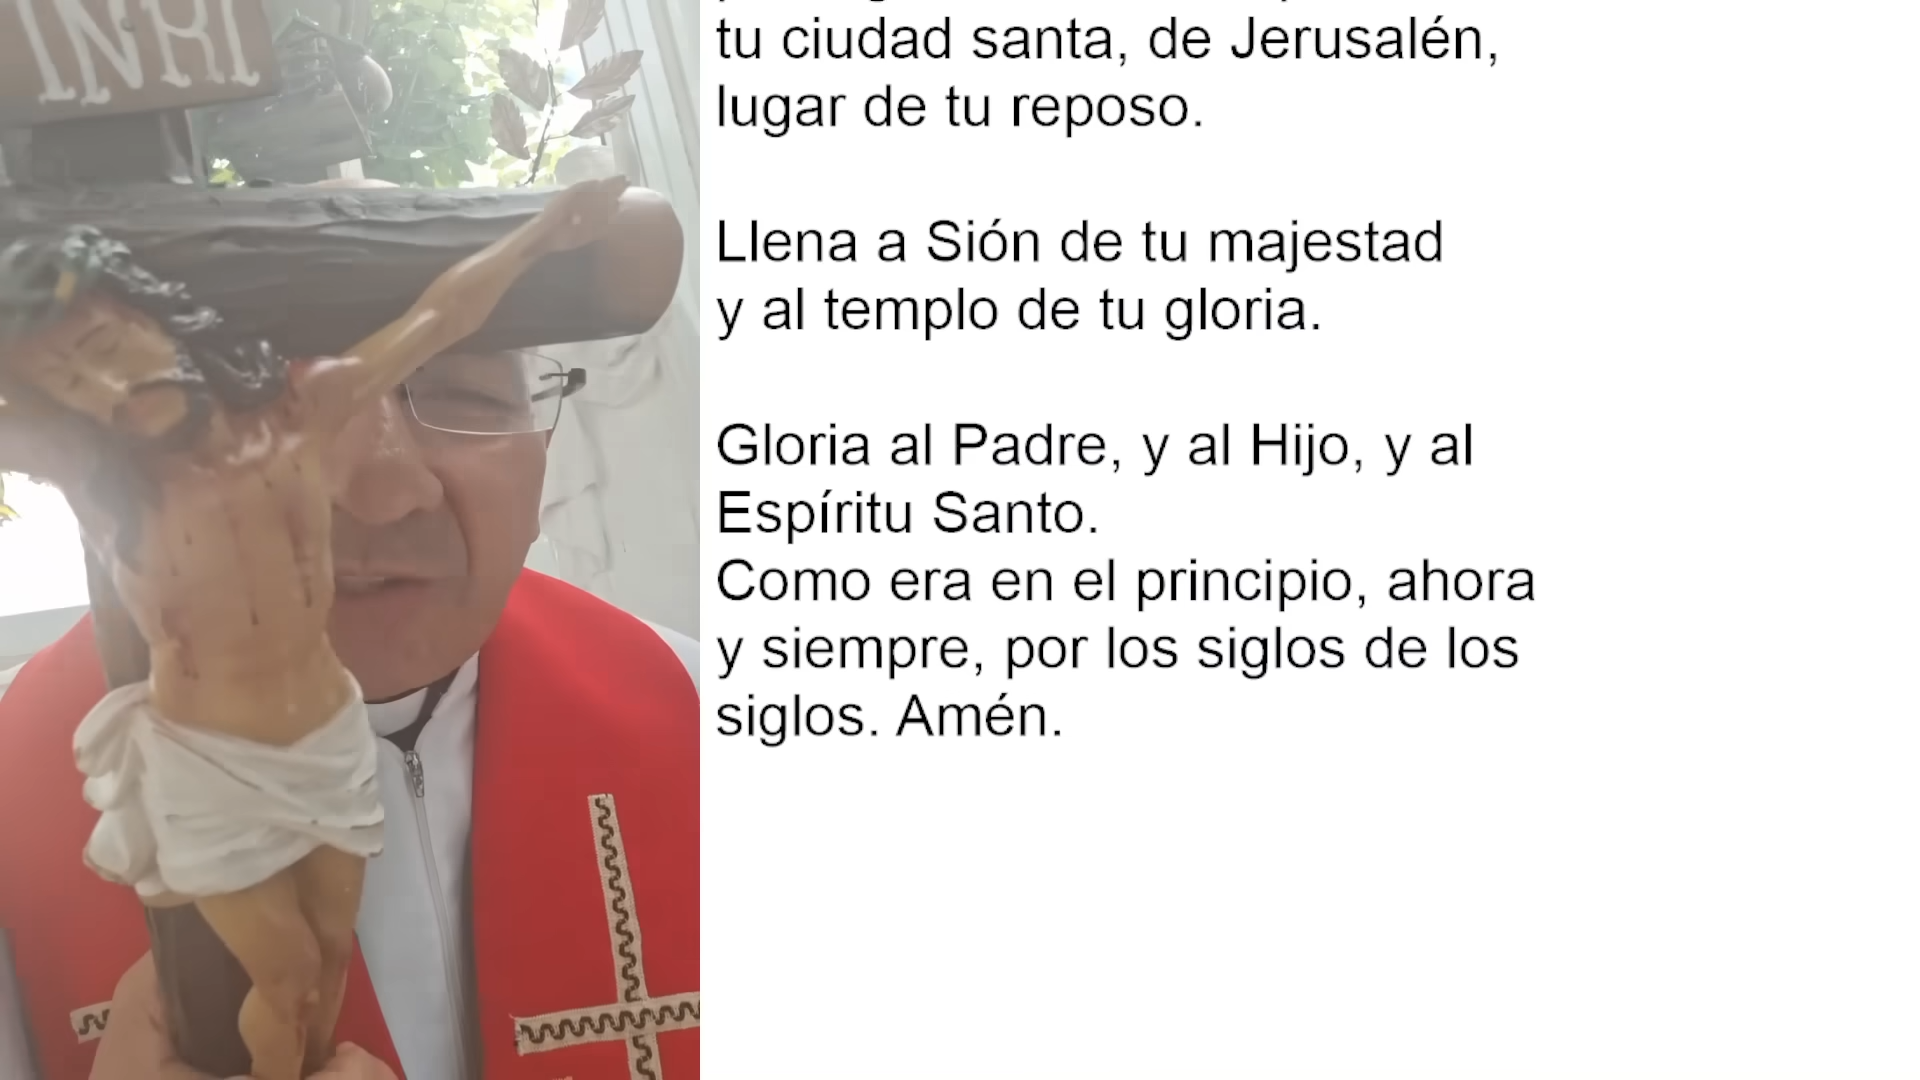 INRI
tu ciudad santa, de Jerusalén,
lugar de tu reposo.
Llena a Sión de tu majestad
y al templo de tu gloria.
Gloria al Padre, y al Hijo, y al
Espíritu Santo.
Como era en el principio, ahora
y siempre, por los siglos de los
siglos. Amén.